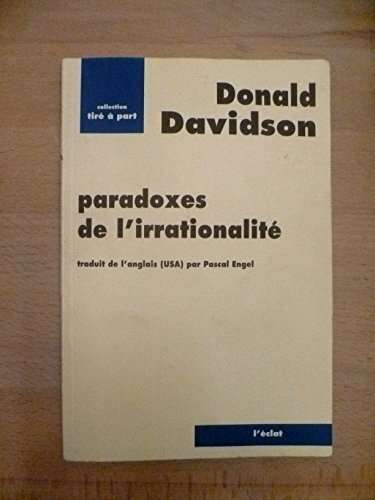 collection
tiré à part
Donald
Davidson
paradoxes
de l'irrationalité
traduit de l'anglais (USA) par Pascal Engel
l'éclat